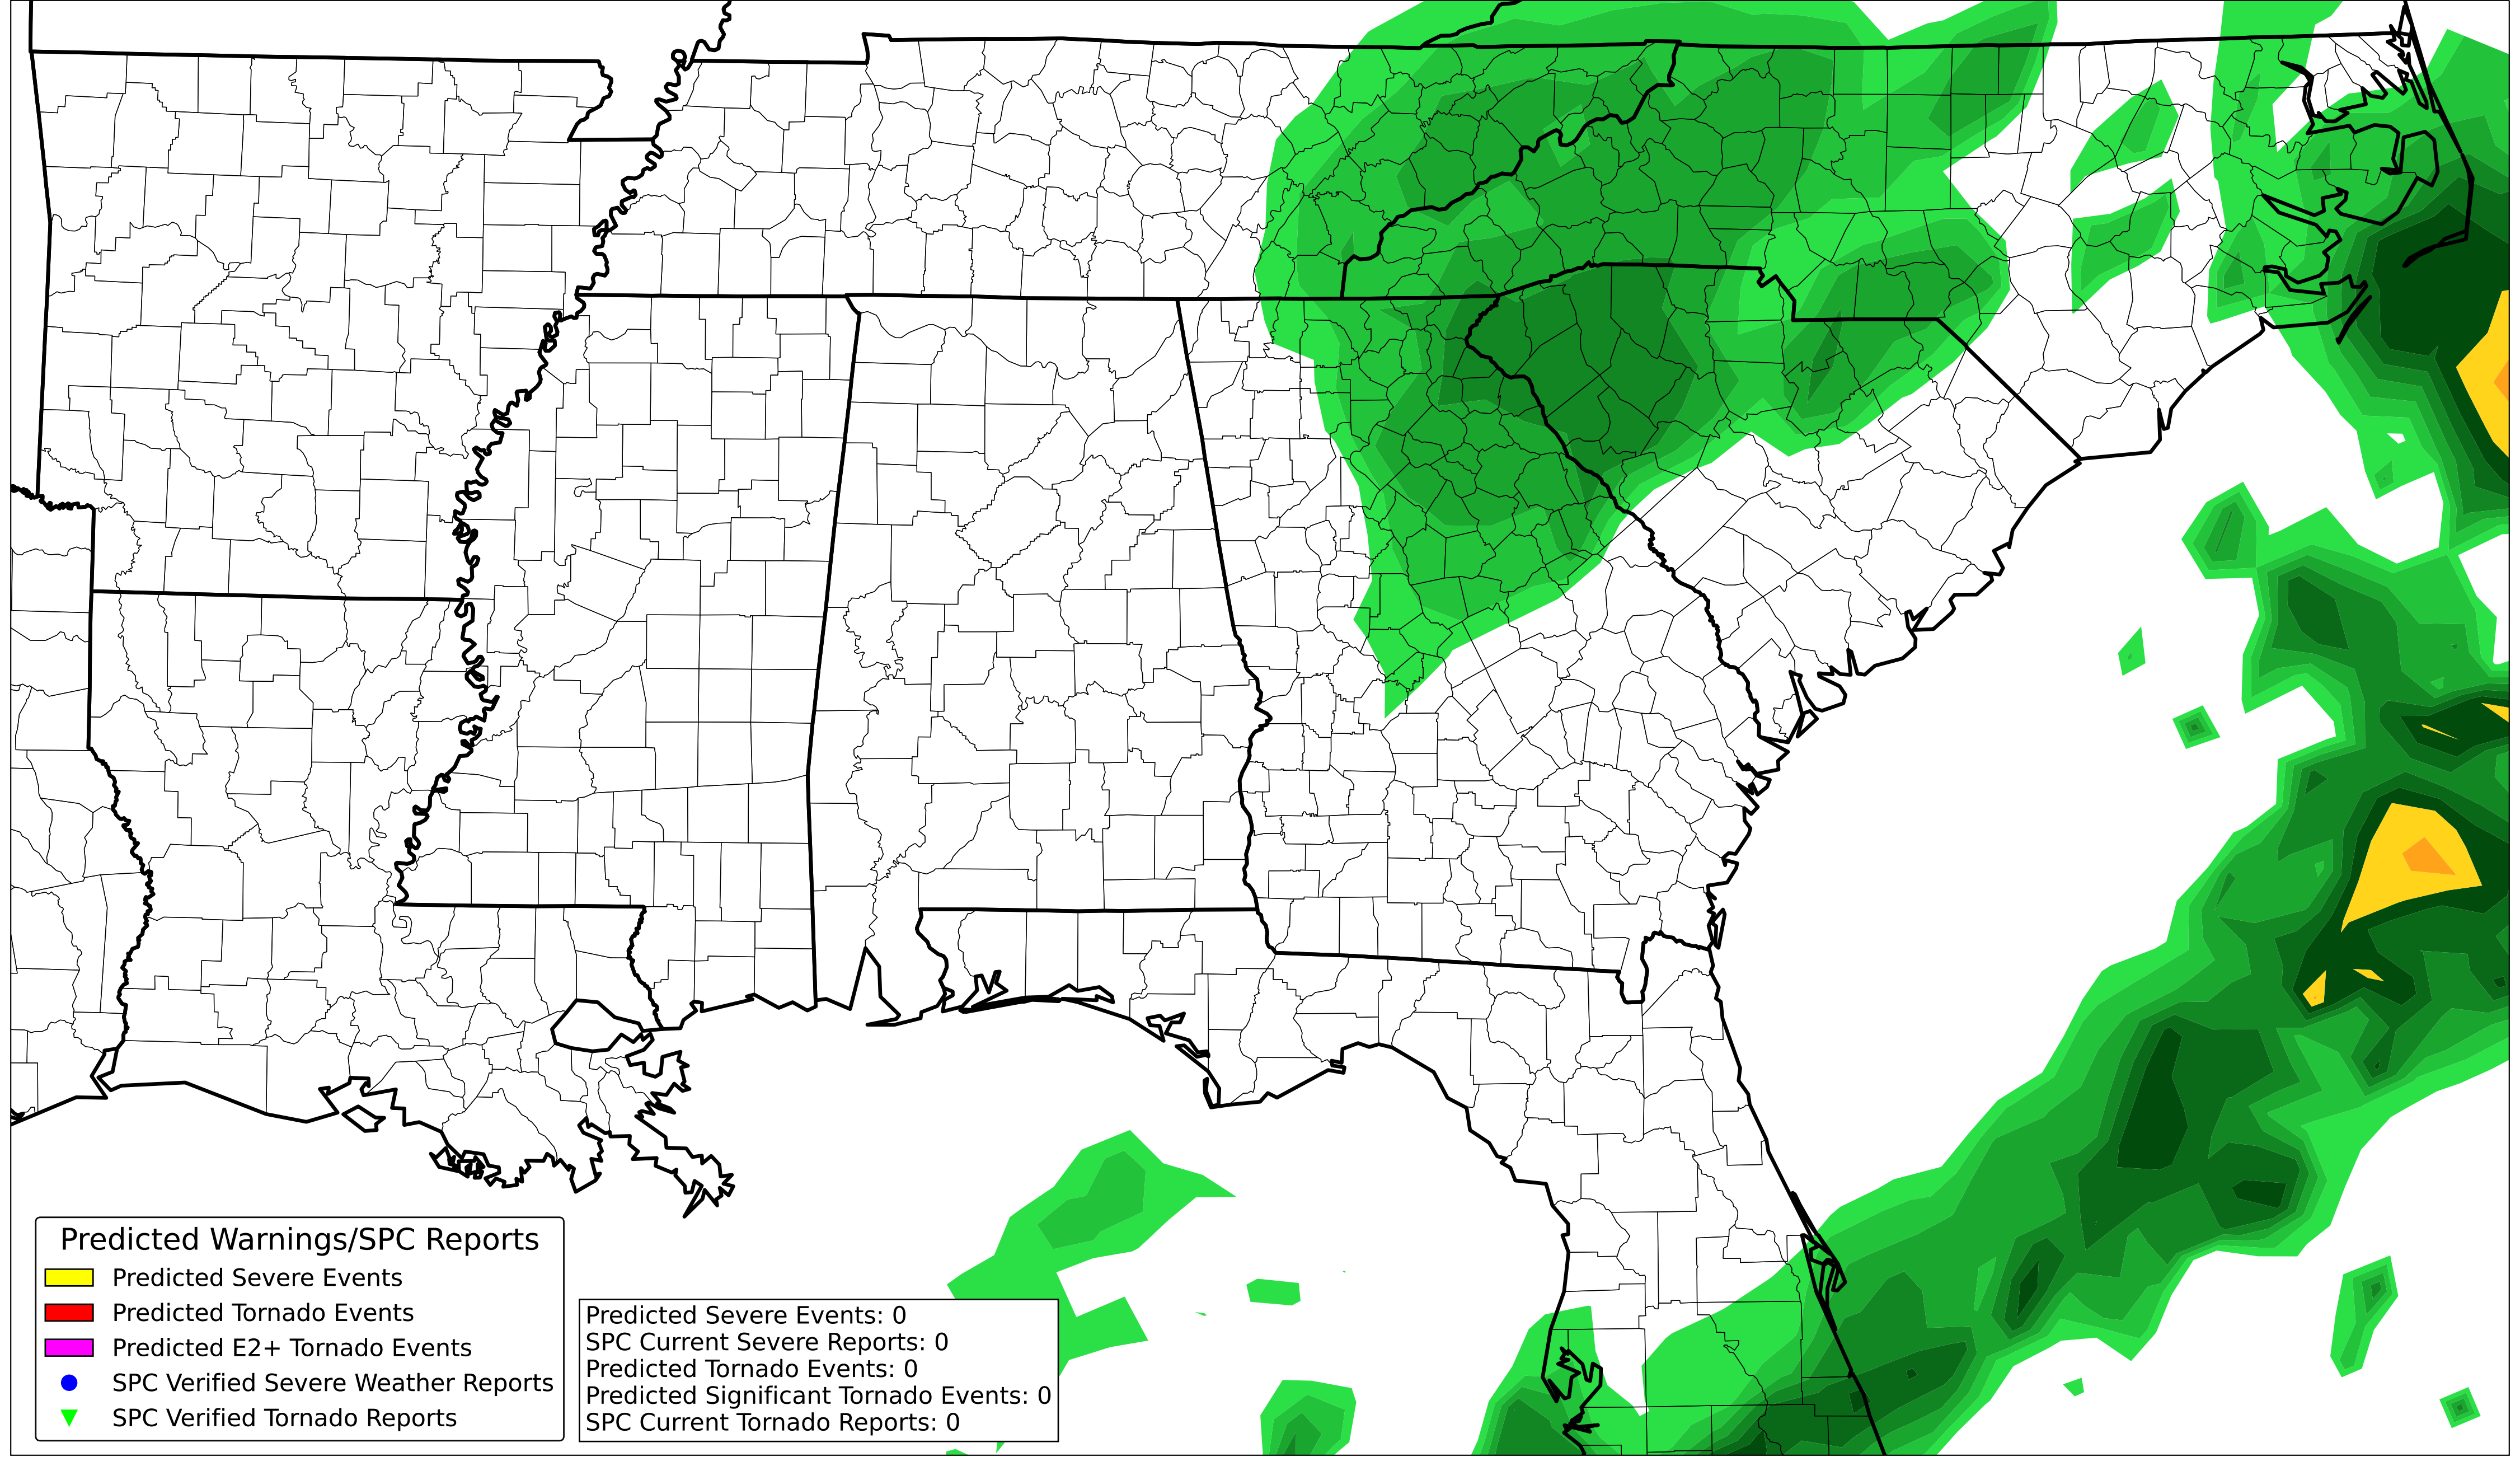 Predicted Warnings/SPC Reports
Predicted Severe Events
Predicted Tornado Events
Predicted E2+ Tornado Events
SPC Verified Severe Weather Reports
SPC Verified Tornado Reports
Predicted Severe Events: 0
SPC Current Severe Reports: 0
Predicted Tornado Events: 0
Predicted Significant Tornado Events: 0
SPC Current Tornado Reports: 0